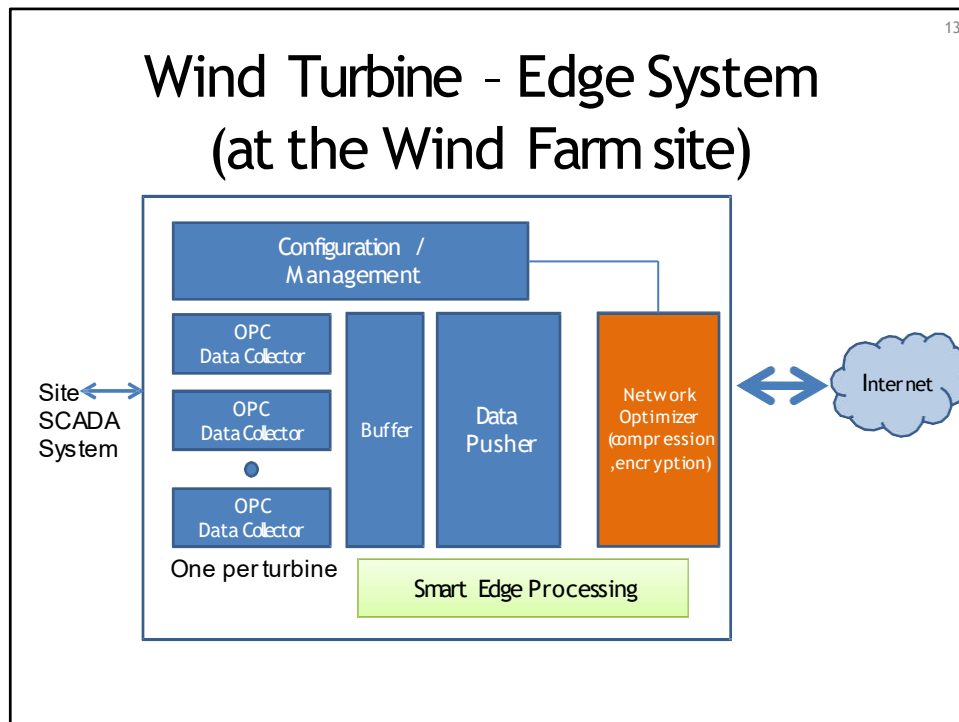 13
Wind Turbine – Edge System
(at the Wind Farm site)
Configuration /
Management
OPC
Data Collector
OPC
Data Collector
OPC
Data Collector
One per turbine
Buffer
Data
Pusher
Network
Optimizer
(compression
,encryption)
Smart Edge Processing
Site
SCADA
System
Internet